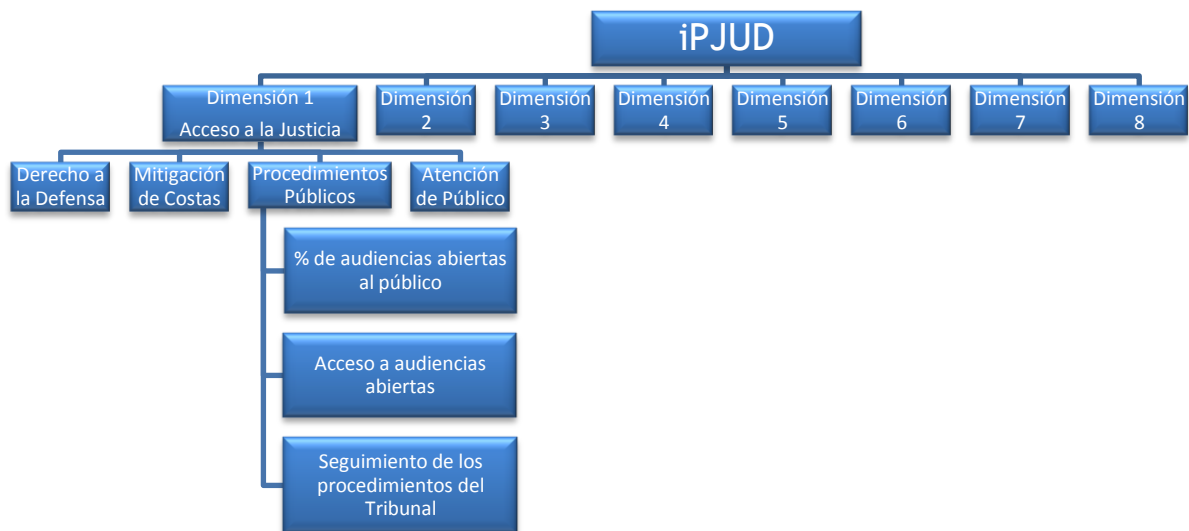 iPJUD
Dimensión 1
Acceso a la Justicia
Dimensión
2
Dimensión
3
Dimensión
4
Dimensión
5
Dimensión
6
Dimensión
7
Dimensión
8
Derecho a
la Defensa
Mitigación
de Costas
Procedimientos
Públicos
Atención
de Público
% de audiencias abiertas
al público
Acceso a audiencias
abiertas
Seguimiento de los
procedimientos del
Tribunal